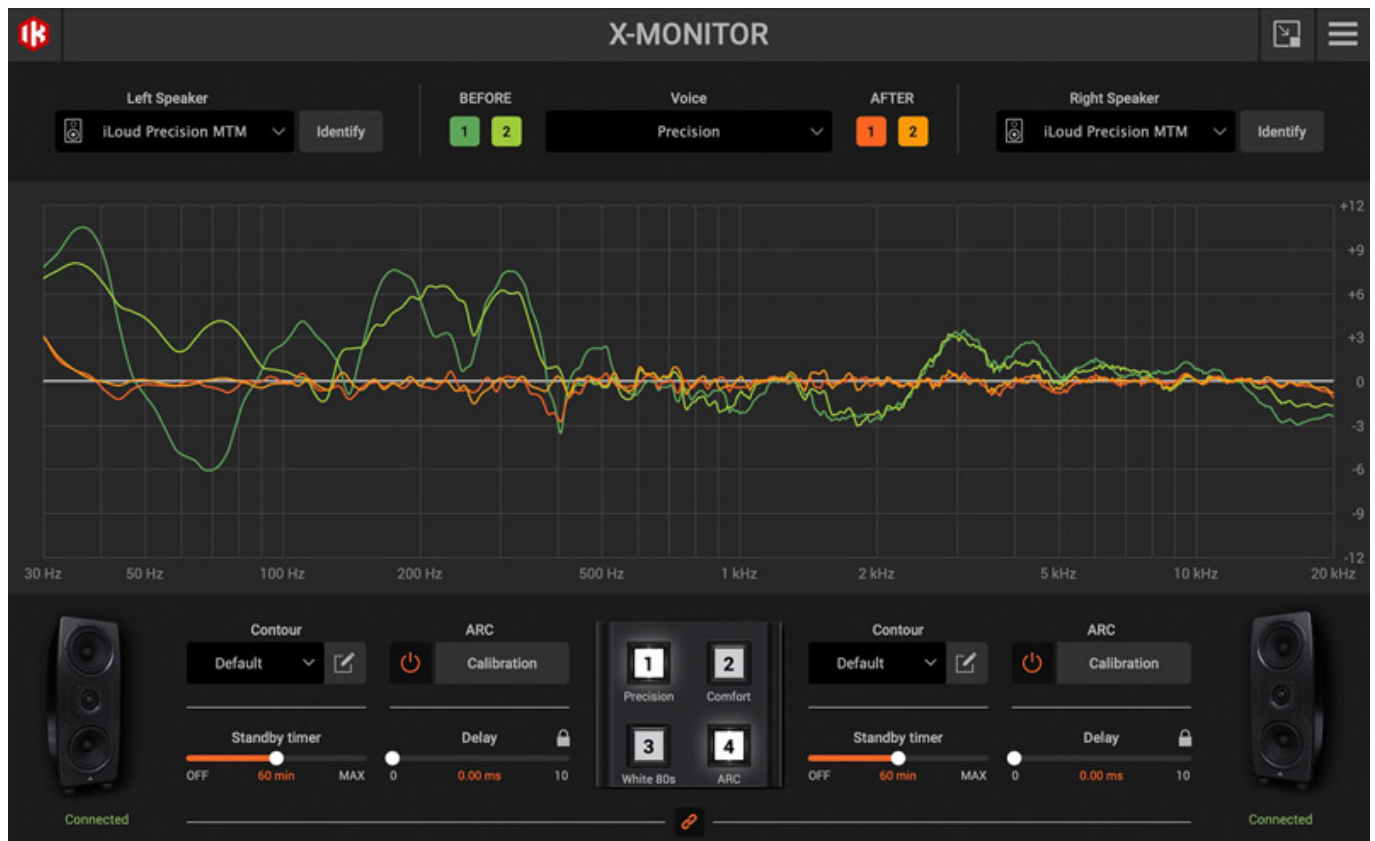 IK
X-MONITOR
Left Speaker
BEFORE
Voice
AFTER
Right Speaker
iLoud Precision MTM
Identify
1
2
Precision
1
2
iLoud Precision MTM
Identify
+12
+9
+6
+3
0
-3
-6
-9
-12
30 Hz
50 Hz
100 Hz
200 Hz
500 Hz
1 kHz
2 kHz
5 kHz
10 kHz
20 kHz
Contour
ARC
Default
Calibration
Standby timer
Delay
OFF
60 min
MAX
0
0.00 ms
10
Connected
1
2
Precision
Comfort
3
4
White 80s
ARC
Contour
ARC
Default
Calibration
Standby timer
Delay
OFF
60 min
MAX
0
0.00 ms
10
Connected